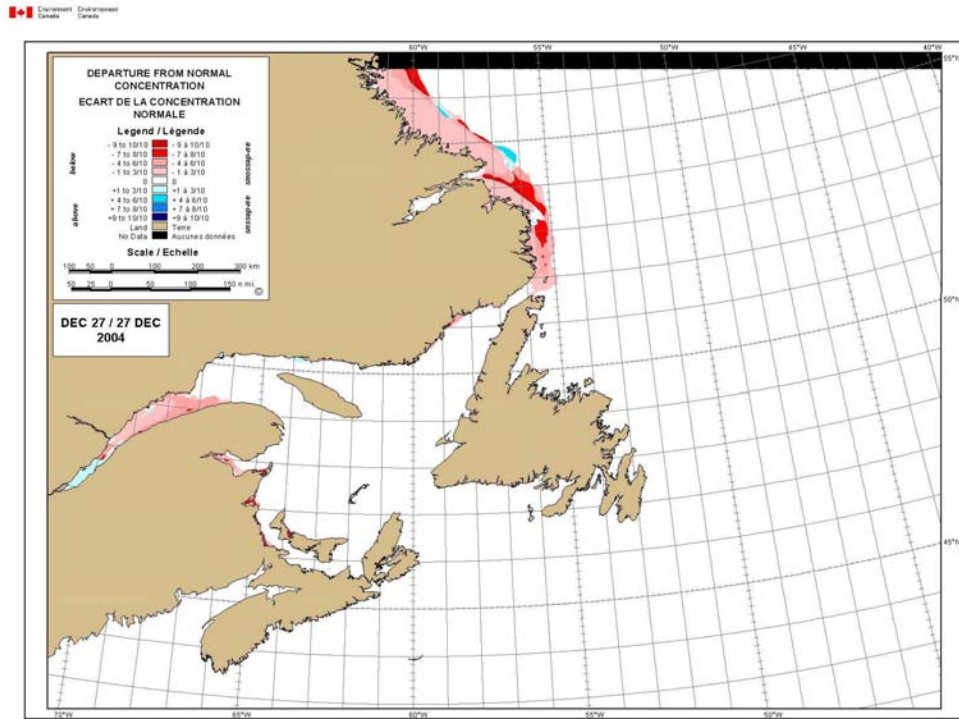 Environment Environnement
Canada Canada
60°W 55°W 50°W 45°W 40°W
55°N
DEPARTURE FROM NORMAL
CONCENTRATION
ECART DE LA CONCENTRATION
NORMALE
Legend / Légende
- 9 to 10/10 - 9 à 10/10
- 7 to 8/10 - 7 à 8/10
- 4 to 6/10 - 4 à 6/10
- 1 to 3/10 - 1 à 3/10
0 0
+1 to 3/10 +1 à 3/10
+ 4 to 6/10 + 4 à 6/10
+ 7 to 8/10 + 7 à 8/10
+9 to 10/10 +9 à 10/10
Land Terre
No Data Aucunes données
below
above
au-dessous
au-dessus
Scale / Echelle
100 50 0 100 200 300 km
50 25 0 50 100 150 n mi
©
50°N
DEC 27 / 27 DEC
2004
45°N
70°W 65°W 60°W 55°W 50°W